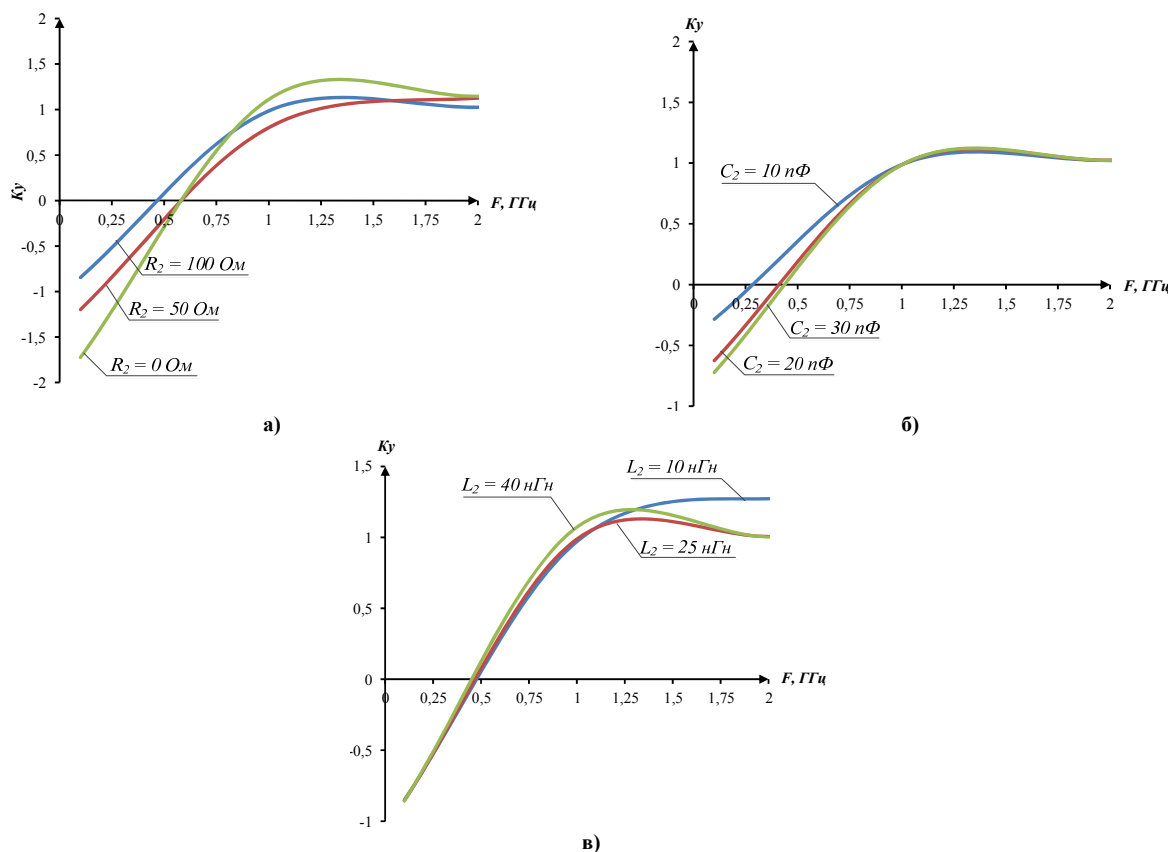 2
1,5
1
0,5
0
-0,5
-1
-1,5
-2
Ку
0 0,25 0,5 0,75 1 1,25 1,5 1,75 2
F, ГГц
R₂ = 100 Ом
R₂ = 50 Ом
R₂ = 0 Ом
а)
Ку
2
1,5
1
0,5
0
-0,5
-1
0 0,25 0,5 0,75 1 1,25 1,5 1,75 2
F, ГГц
C₂ = 10 пФ
C₂ = 30 пФ
C₂ = 20 пФ
б)
Ку
1,5
1
0,5
0
-0,5
-1
0 0,25 0,5 0,75 1 1,25 1,5 1,75 2
F, ГГц
L₂ = 10 нГн
L₂ = 40 нГн
L₂ = 25 нГн
в)